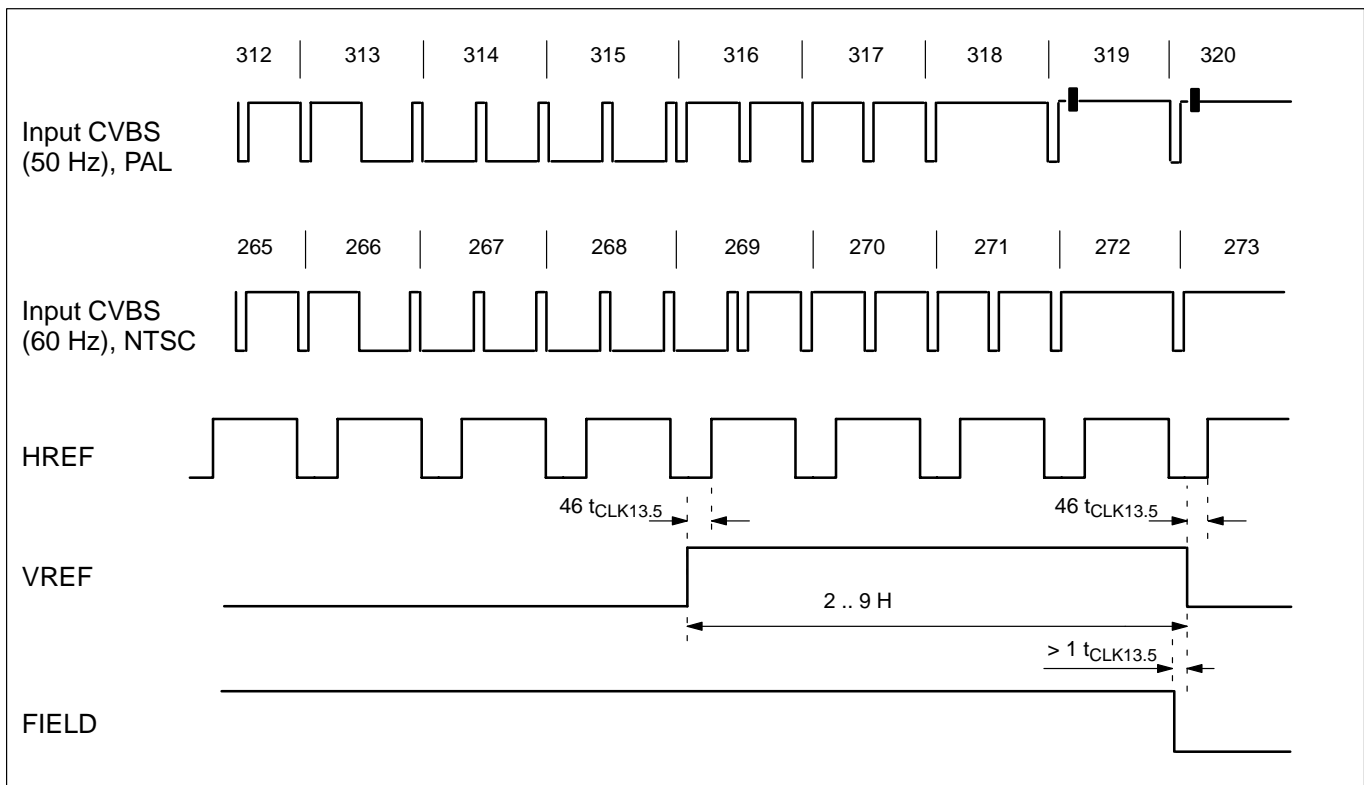 312 313 314 315 316 317 318 319 320
Input CVBS
(50 Hz), PAL
265 266 267 268 269 270 271 272 273
Input CVBS
(60 Hz), NTSC
HREF
46 tCLK13.5 46 tCLK13.5
VREF
2 .. 9 H
> 1 tCLK13.5
FIELD